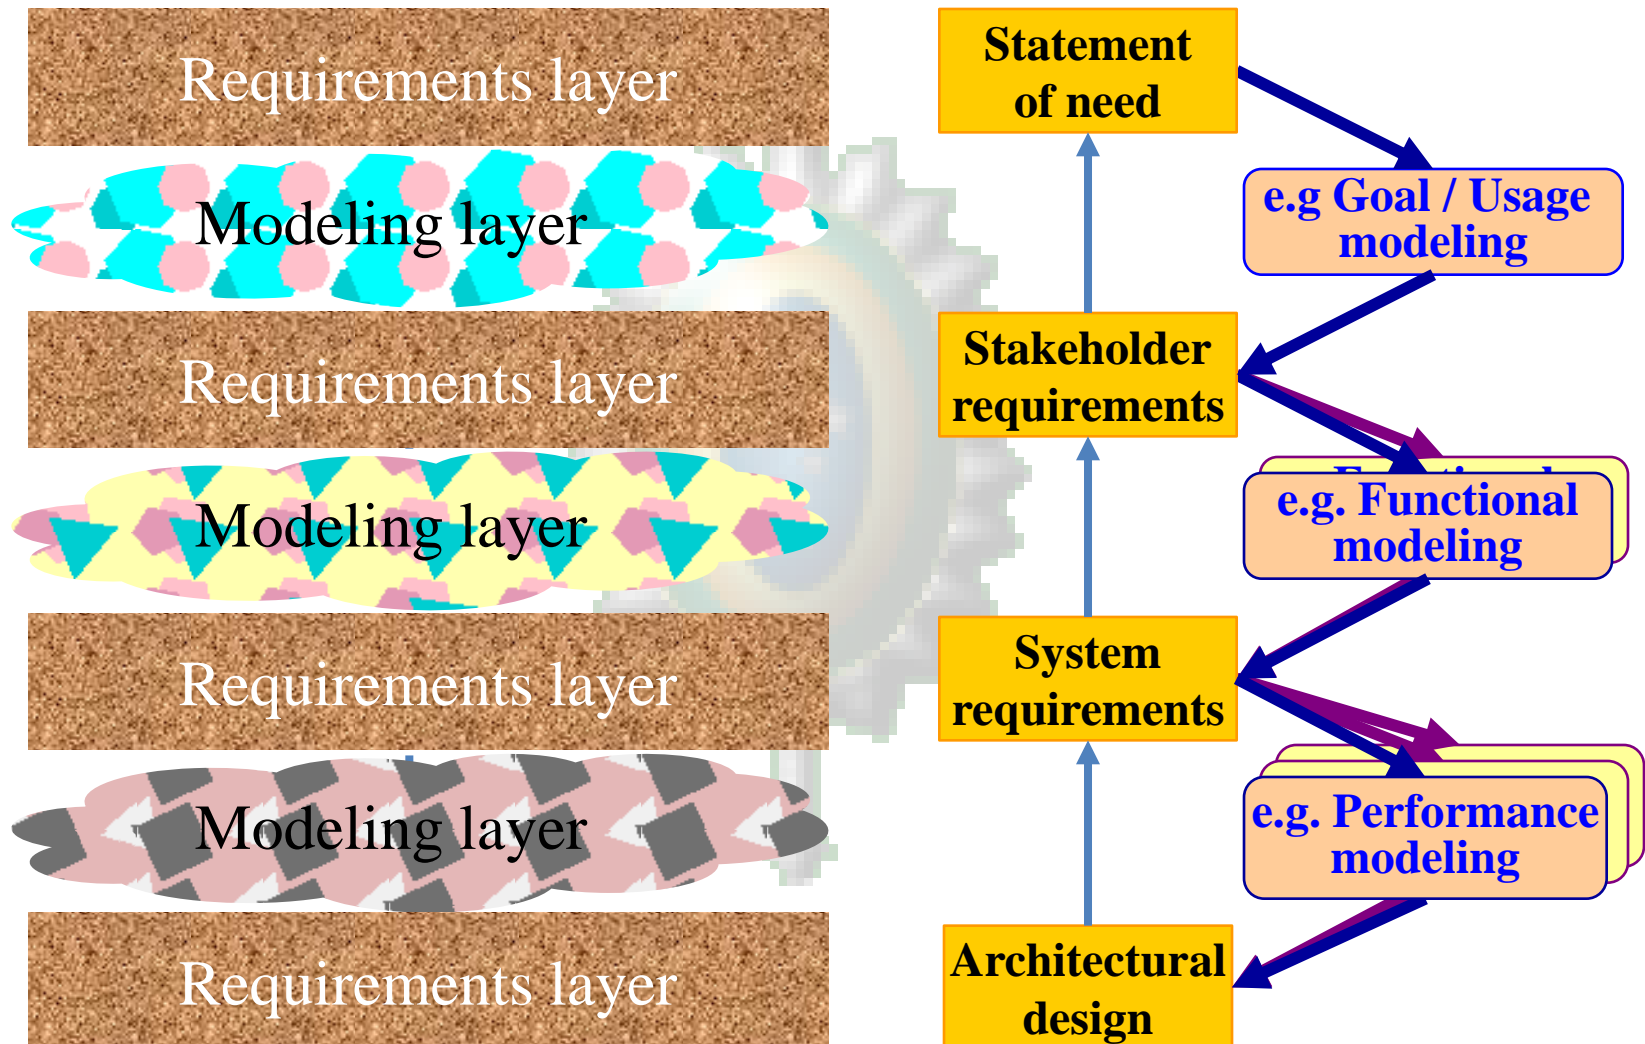 Requirements layer
Modeling layer
Requirements layer
Modeling layer
Requirements layer
Modeling layer
Requirements layer
Statement
of need
e.g Goal / Usage
modeling
Stakeholder
requirements
e.g. Functional
modeling
System
requirements
e.g. Performance
modeling
Architectural
design